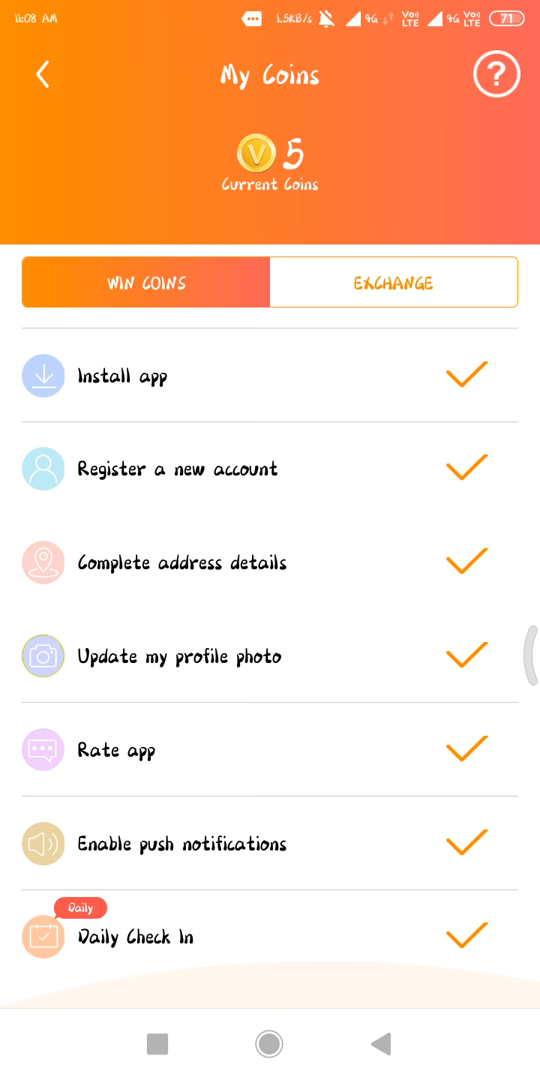 11:08 AM 1.5KB/s 4G Vo) LTE 4G Vo) LTE 71
My Coins
?
V 5
Current Coins
WIN COINS EXCHANGE
Install app
Register a new account
Complete address details
Update my profile photo
Rate app
Enable push notifications
Daily
Daily Check In